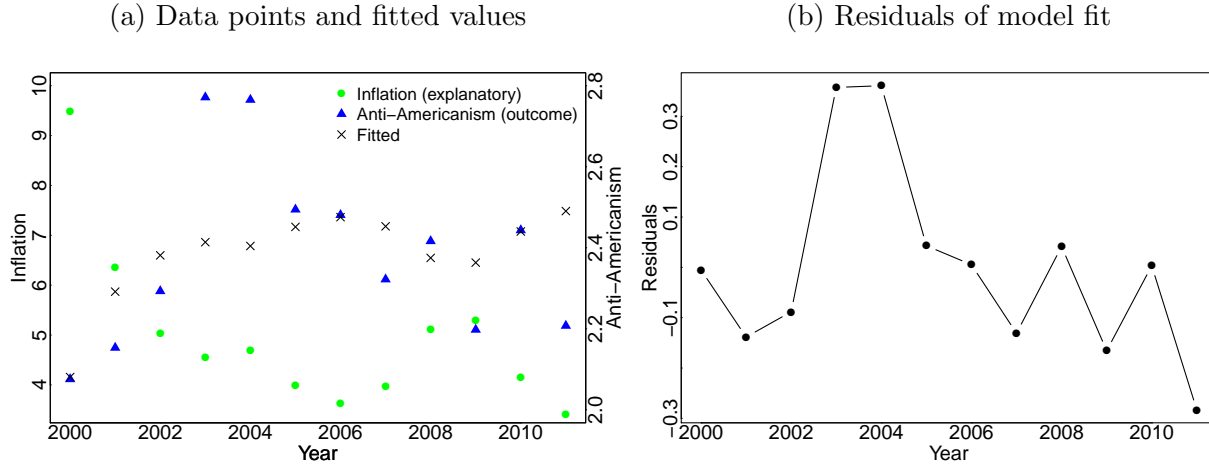 (a) Data points and fitted values
(b) Residuals of model fit
10
9
8
7
6
5
4
Inflation
Inflation (explanatory)
Anti−Americanism (outcome)
Fitted
2.8
2.6
2.4
2.2
2.0
Anti−Americanism
2000 2002 2004 2006 2008 2010
Year
0.3
0.2
0.1
−0.1
−0.3
Residuals
2000 2002 2004 2006 2008 2010
Year